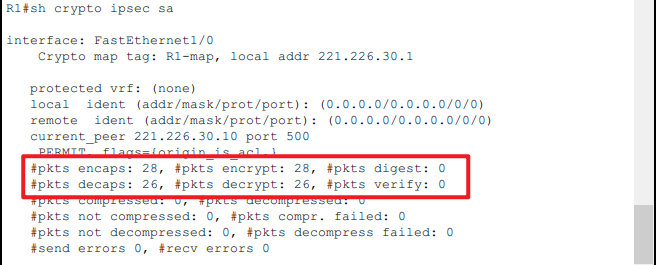 R1#sh crypto ipsec sa
interface: FastEthernet1/0
Crypto map tag: R1-map, local addr 221.226.30.1
protected vrf: (none)
local ident (addr/mask/prot/port): (0.0.0.0/0.0.0.0/0/0)
remote ident (addr/mask/prot/port): (0.0.0.0/0.0.0.0/0/0)
current_peer 221.226.30.10 port 500
PERMIT, flags={origin_is_acl,}
#pkts encaps: 28, #pkts encrypt: 28, #pkts digest: 0
#pkts decaps: 26, #pkts decrypt: 26, #pkts verify: 0
#pkts compressed: 0, #pkts decompressed: 0
#pkts not compressed: 0, #pkts compr. failed: 0
#pkts not decompressed: 0, #pkts decompress failed: 0
#send errors 0, #recv errors 0